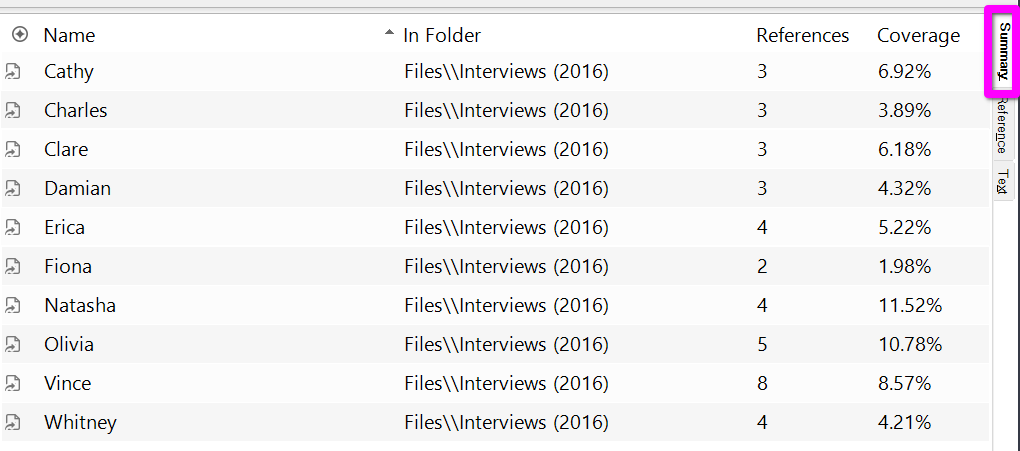 Name In Folder References Coverage
Cathy Files\\Interviews (2016) 3 6.92%
Charles Files\\Interviews (2016) 3 3.89%
Clare Files\\Interviews (2016) 3 6.18%
Damian Files\\Interviews (2016) 3 4.32%
Erica Files\\Interviews (2016) 4 5.22%
Fiona Files\\Interviews (2016) 2 1.98%
Natasha Files\\Interviews (2016) 4 11.52%
Olivia Files\\Interviews (2016) 5 10.78%
Vince Files\\Interviews (2016) 8 8.57%
Whitney Files\\Interviews (2016) 4 4.21%
Summary
Reference
Text